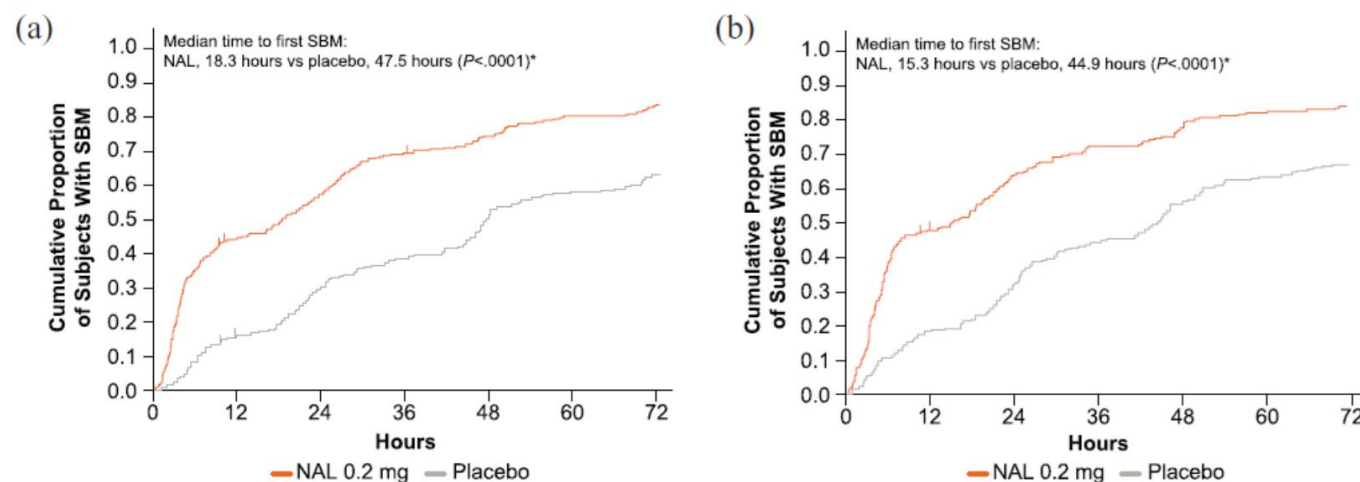 (a)
Median time to first SBM:
NAL, 18.3 hours vs placebo, 47.5 hours (P<.0001)*
Cumulative Proportion
of Subjects With SBM
1.0
0.9
0.8
0.7
0.6
0.5
0.4
0.3
0.2
0.1
0.0
0 12 24 36 48 60 72
Hours
NAL 0.2 mg Placebo
(b)
Median time to first SBM:
NAL, 15.3 hours vs placebo, 44.9 hours (P<.0001)*
Cumulative Proportion
of Subjects With SBM
1.0
0.9
0.8
0.7
0.6
0.5
0.4
0.3
0.2
0.1
0.0
0 12 24 36 48 60 72
Hours
NAL 0.2 mg Placebo